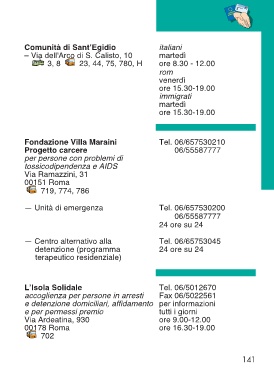 Comunità di Sant'Egidio
– Via dell'Arco di S. Calisto, 10
3, 8 23, 44, 75, 780, H
italiani
martedì
ore 8.30 - 12.00
rom
venerdì
ore 15.30-19.00
immigrati
martedì
ore 15.30-19.00
Fondazione Villa Maraini
Progetto carcere
per persone con problemi di
tossicodipendenza e AIDS
Via Ramazzini, 31
00151 Roma
719, 774, 786
Tel. 06/657530210
06/55587777
— Unità di emergenza
Tel. 06/657530200
06/55587777
24 ore su 24
— Centro alternativo alla
detenzione (programma
terapeutico residenziale)
Tel. 06/65753045
24 ore su 24
L'Isola Solidale
accoglienza per persone in arresti
e detenzione domiciliari, affidamento
e per permessi premio
Via Ardeatina, 930
00178 Roma
702
Tel. 06/5012670
Fax 06/5022561
per informazioni
tutti i giorni
ore 9.00-12.00
ore 16.30-19.00
141